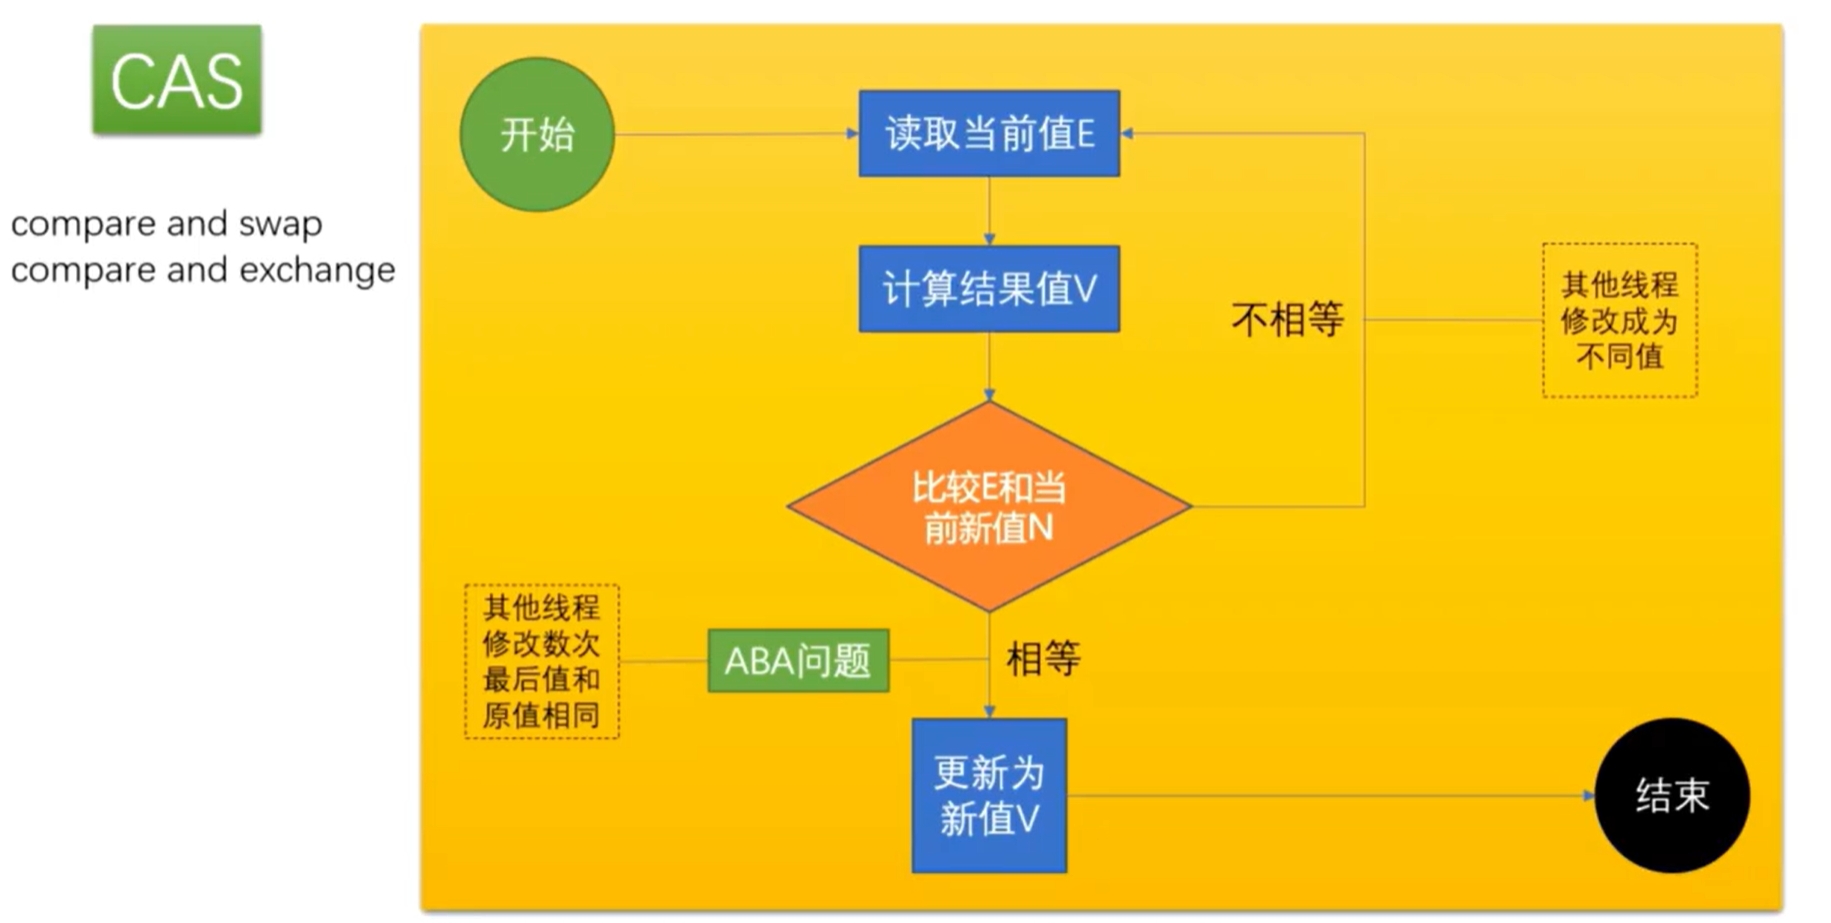 CAS
compare and swap
compare and exchange
开始
读取当前值E
计算结果值V
不相等
其他线程
修改成为
不同值
比较E和当
前新值N
其他线程
修改数次
最后值和
原值相同
ABA问题
相等
更新为
新值V
结束